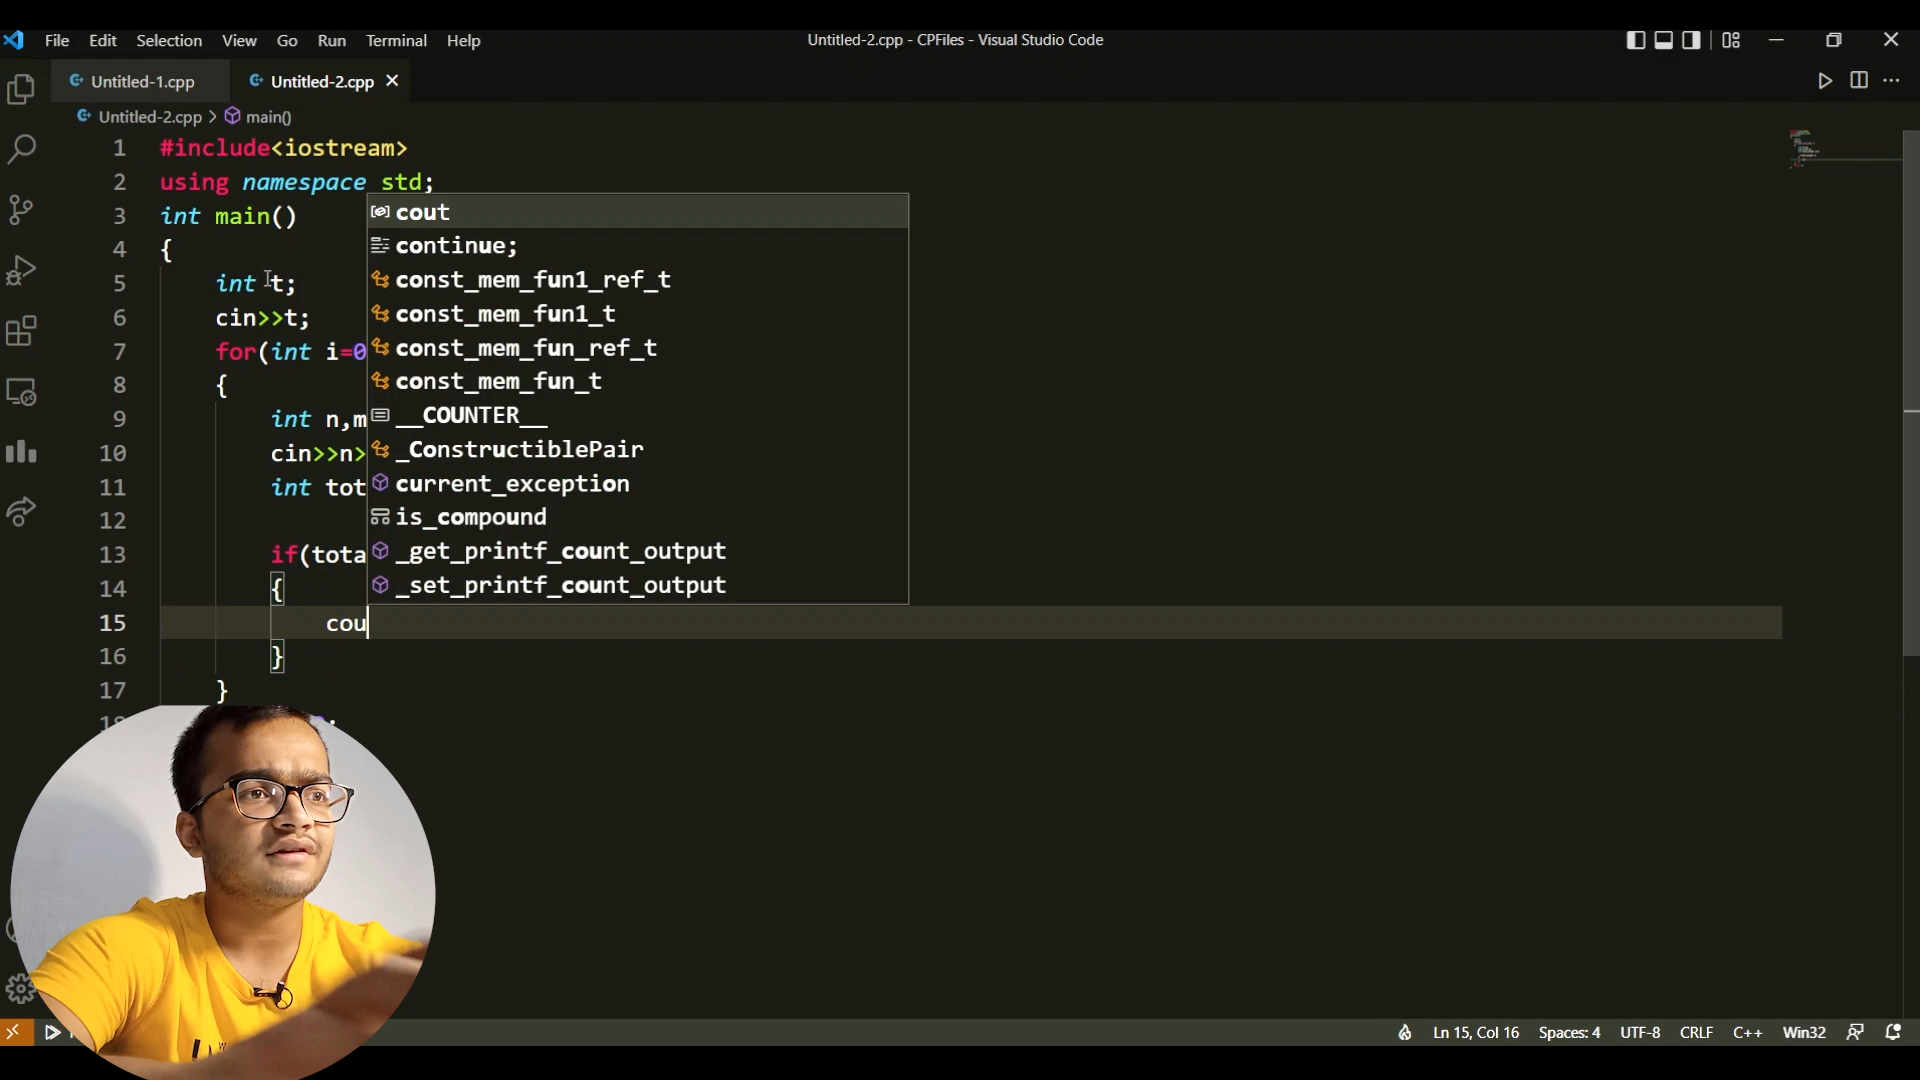 File Edit Selection View Go Run Terminal Help
Untitled-2.cpp - CPFiles - Visual Studio Code
Untitled-1.cpp
Untitled-2.cpp
Untitled-2.cpp > main()
1 #include<iostream>
2 using namespace std;
3 int main()
4 {
5 int t;
6 cin>>t;
7 for(int i=0
8 {
9 int n,m
10 cin>>n>
11 int tot
12
13 if(tota
14 {
15 cou
16 }
17 }
cout
continue;
const_mem_fun1_ref_t
const_mem_fun1_t
const_mem_fun_ref_t
const_mem_fun_t
__COUNTER__
_ConstructiblePair
current_exception
is_compound
_get_printf_count_output
_set_printf_count_output
Ln 15, Col 16 Spaces: 4 UTF-8 CRLF C++ Win32